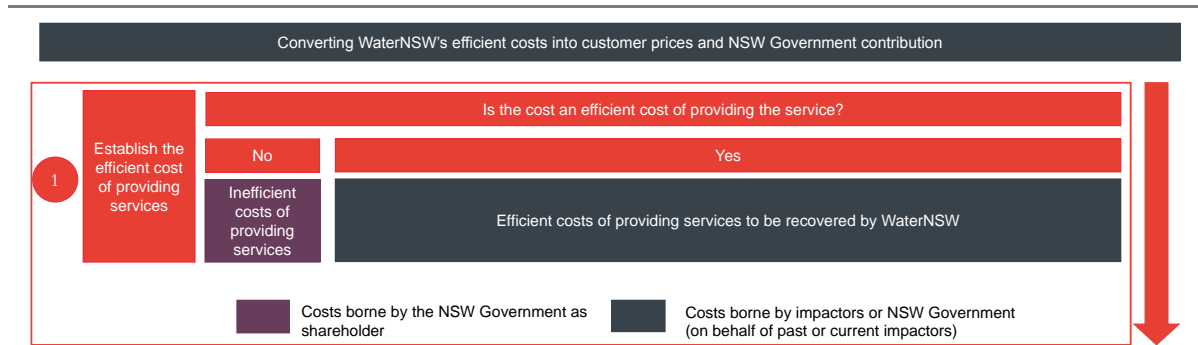 Converting WaterNSW's efficient costs into customer prices and NSW Government contribution
1
Establish the
efficient cost
of providing
services
Is the cost an efficient cost of providing the service?
No
Yes
Inefficient
costs of
providing
services
Efficient costs of providing services to be recovered by WaterNSW
Costs borne by the NSW Government as
shareholder
Costs borne by impactors or NSW Government
(on behalf of past or current impactors)